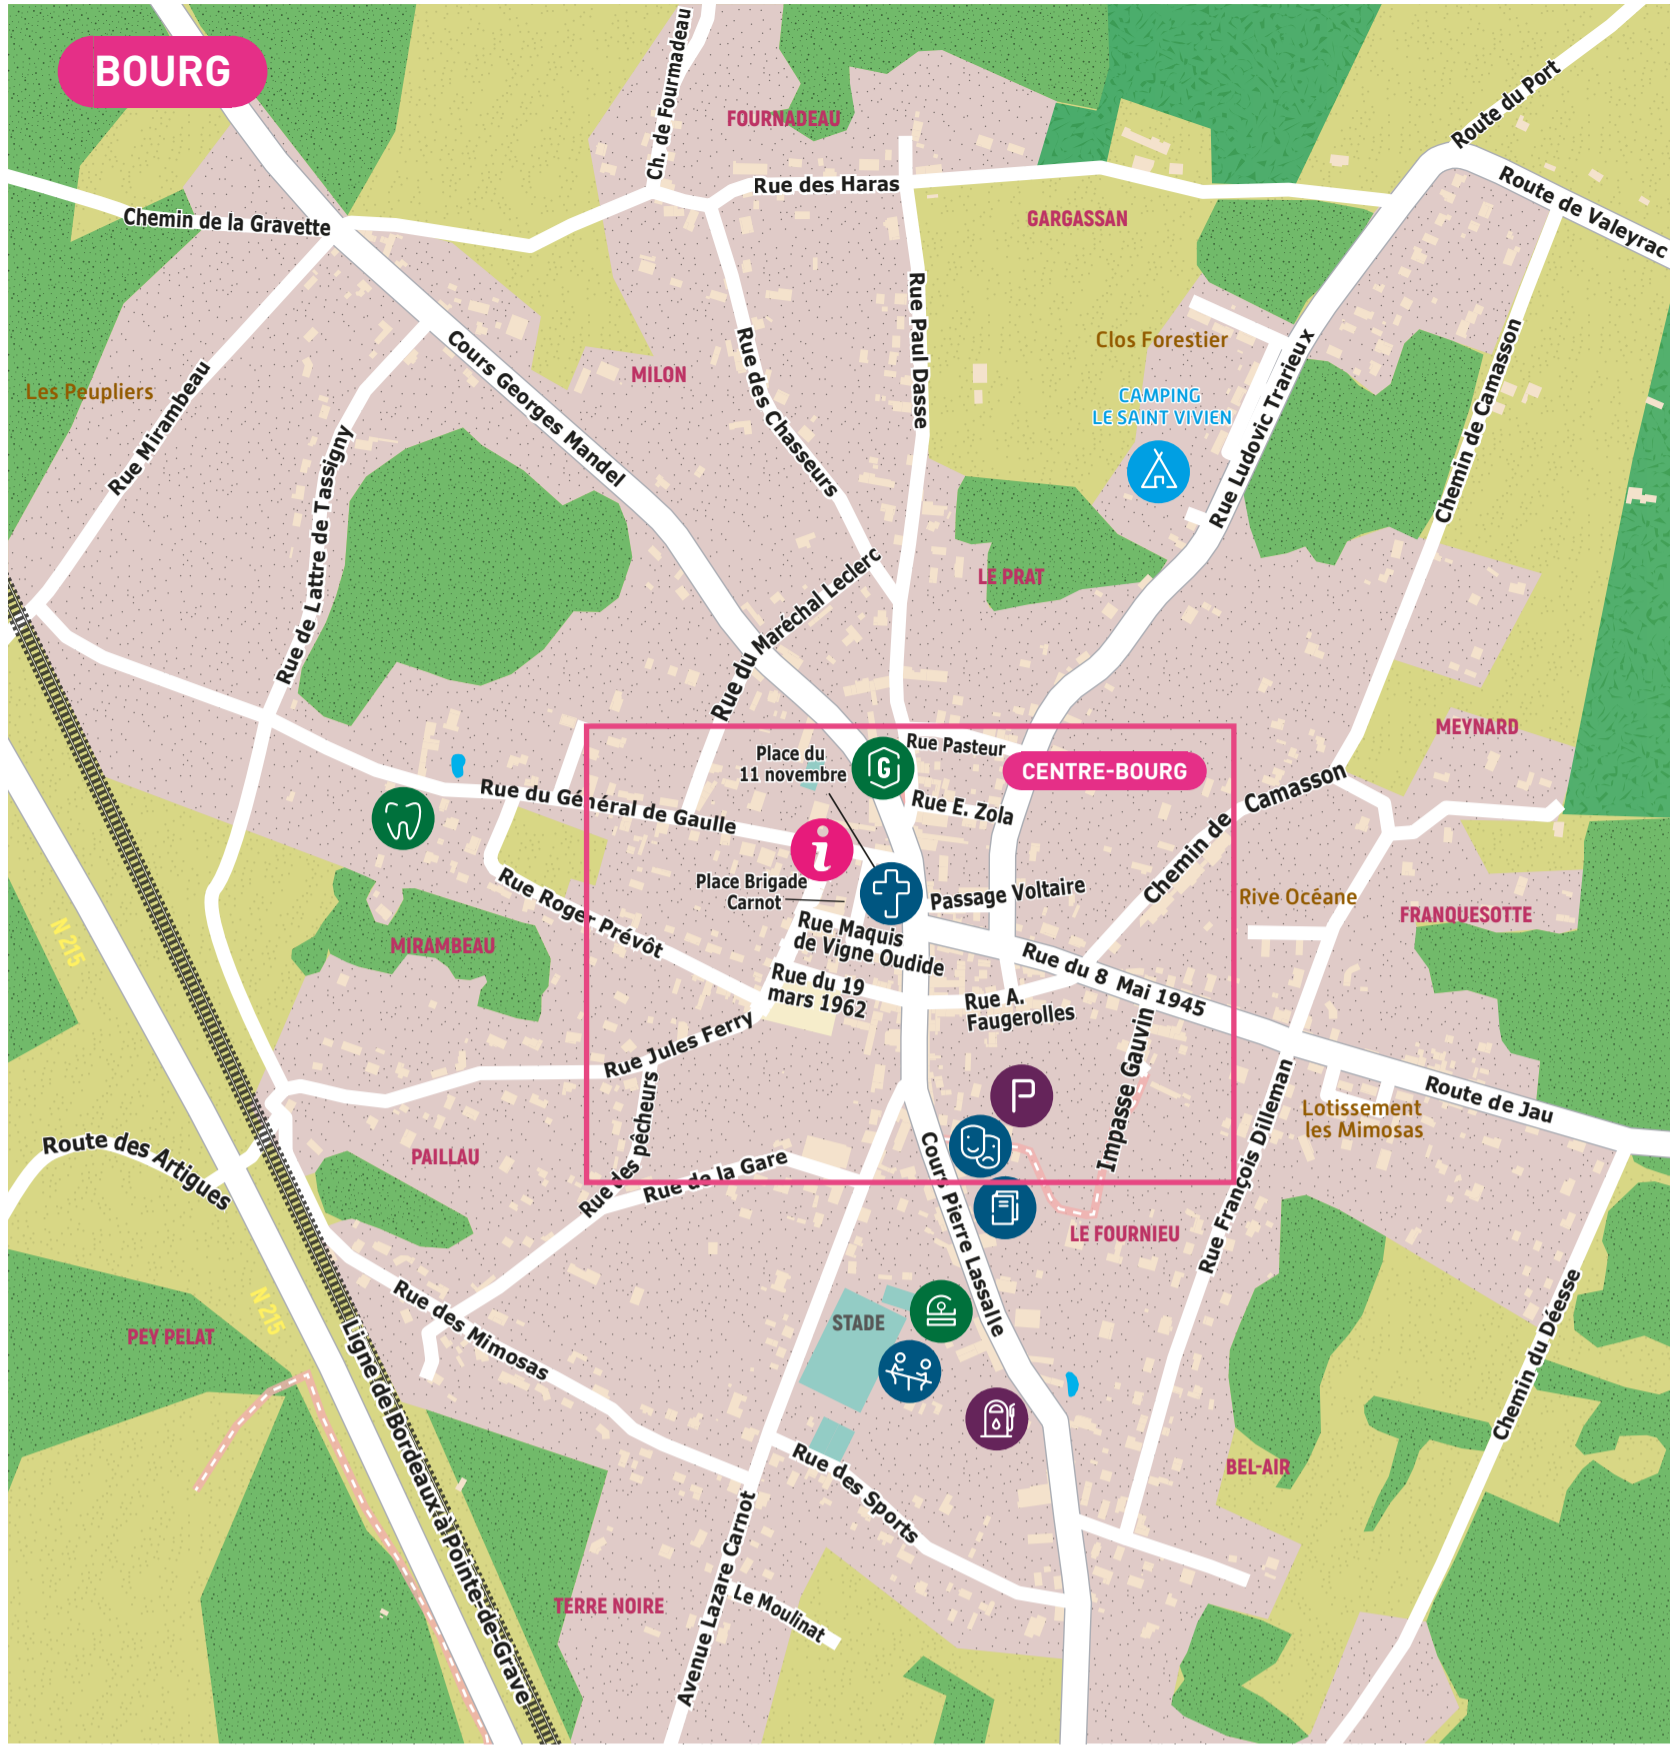 BOURG
Ch. de Fourmadeau
FOURNADEAU
Route du Port
Rue des Haras
Route de Valeyrac
Chemin de la Gravette
GARGASSAN
Rue Paul Dasse
Clos Forestier
Cours Georges Mandel
Rue des Chasseurs
MILON
Les Peupliers
CAMPING
LE SAINT VIVIEN
Rue Mirambeau
Rue Ludovic Trarieux
Chemin de Camasson
Rue de Lattre de Tassigny
LE PRAT
Rue du Maréchal Leclerc
MEYNARD
Rue Pasteur
Place du
11 novembre
G
CENTRE-BOURG
Rue du Général de Gaulle
Rue E. Zola
Chemin de Camasson
i
Place Brigade
Carnot
Passage Voltaire
Rive Océane
FRANQUESOTTE
Rue Roger Prévôt
MIRAMBEAU
N 215
Rue Maquis
de Vigne Oudide
Rue du 8 Mai 1945
Rue du 19
mars 1962
Rue A.
Faugerolles
Rue Jules Ferry
Impasse Gauvin
P
Route de Jau
Lotissement
les Mimosas
Rue des pêcheurs
Rue François Dilleman
Route des Artigues
PAILLAU
Rue de la Gare
Cours Pierre Lassalle
LE FOURNIEU
Rue des Mimosas
N 215
PEY PELAT
STADE
Chemin du Déesse
Ligne de Bordeaux à Pointe-de-Grave
Rue des Sports
BEL-AIR
Avenue Lazare Carnot
TERRE NOIRE
Le Moulinat